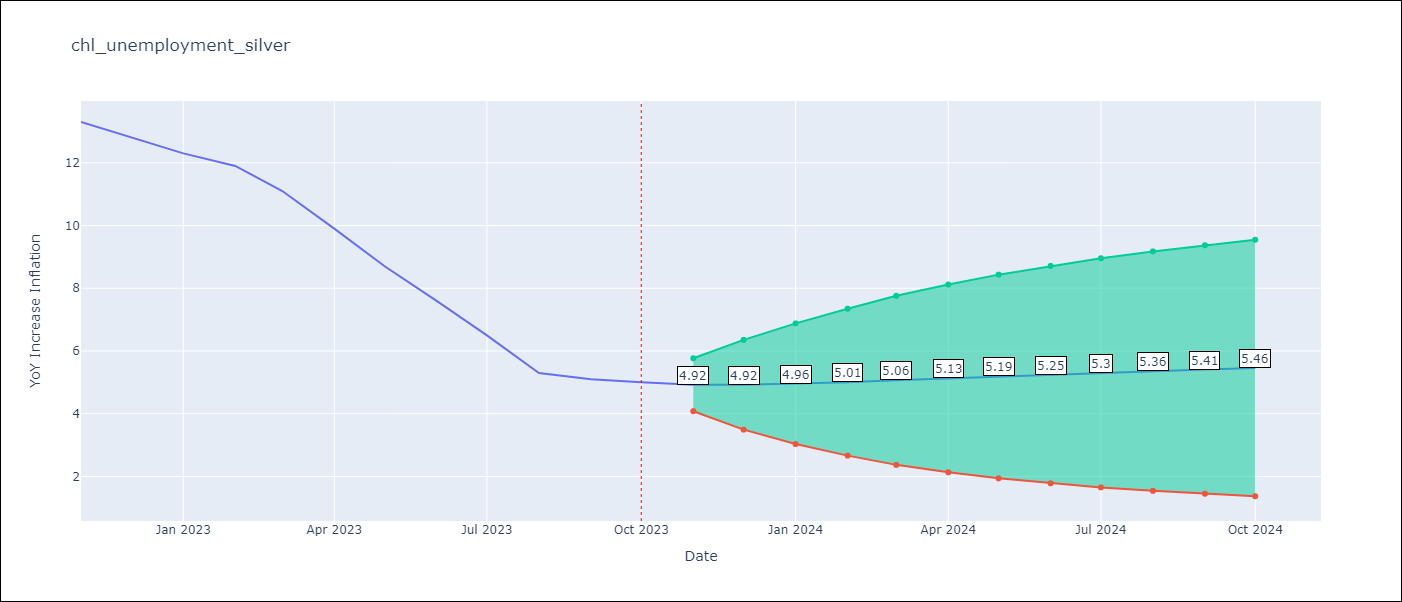 chl_unemployment_silver
YoY Increase Inflation
12
10
8
6
4
2
4.92
4.92
4.96
5.01
5.06
5.13
5.19
5.25
5.3
5.36
5.41
5.46
Jan 2023
Apr 2023
Jul 2023
Oct 2023
Jan 2024
Apr 2024
Jul 2024
Oct 2024
Date